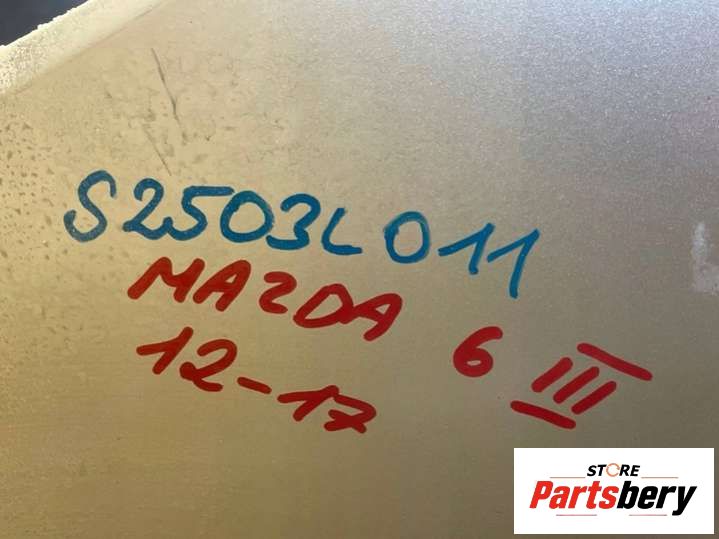 S2503L011
MAZDA 6 III
12-17
STORE
Partsbery